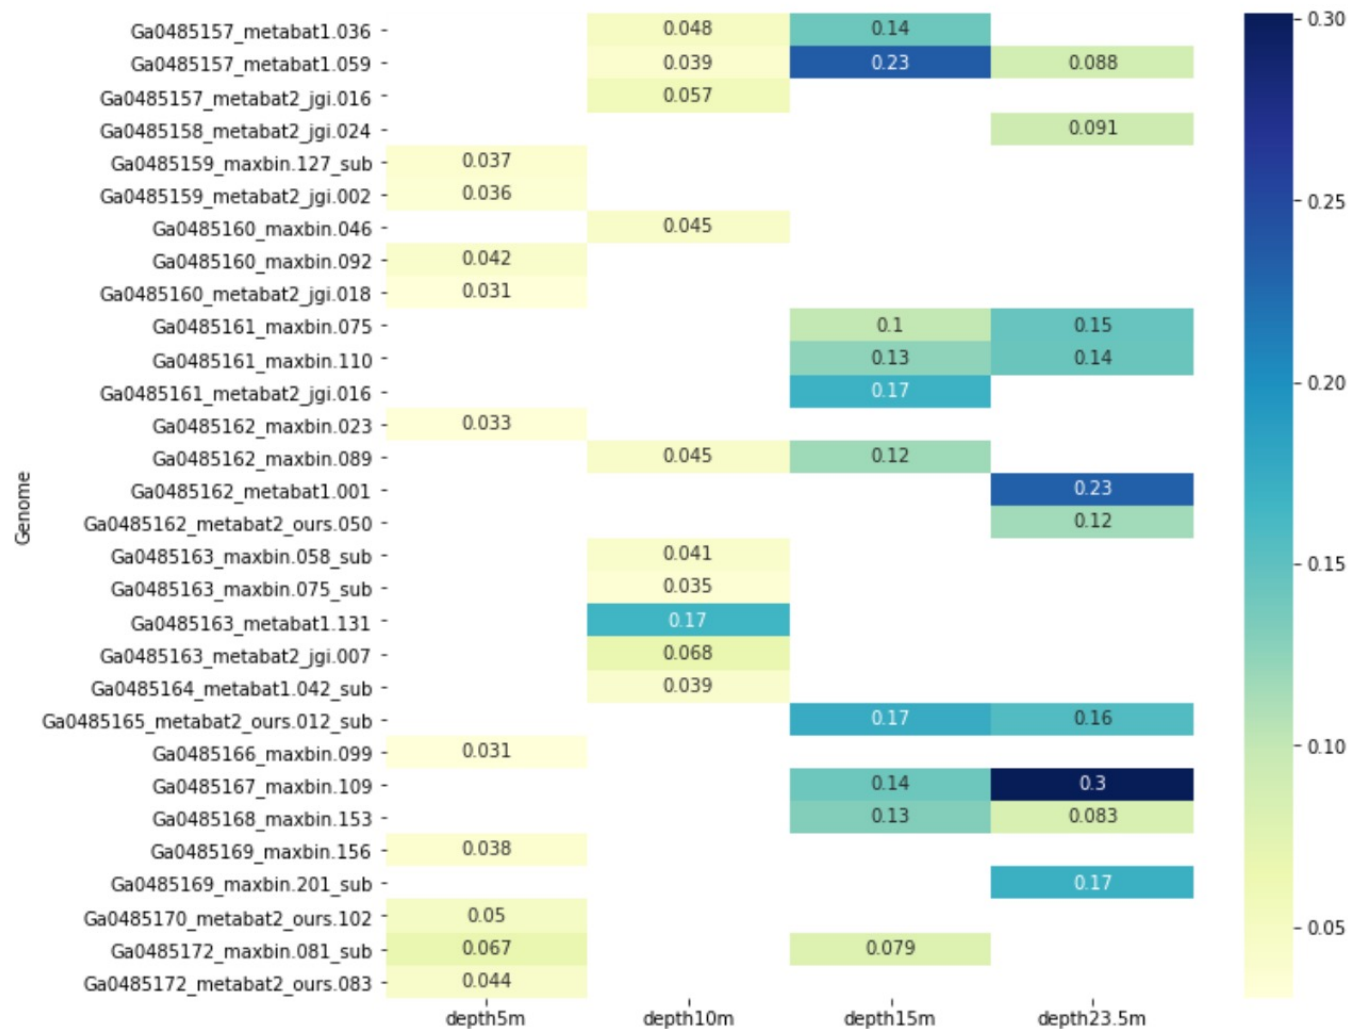 Genome
Ga0485157_metabat1.036 0.048 0.14
Ga0485157_metabat1.059 0.039 0.23 0.088
Ga0485157_metabat2_jgi.016 0.057
Ga0485158_metabat2_jgi.024 0.091
Ga0485159_maxbin.127_sub 0.037
Ga0485159_metabat2_jgi.002 0.036
Ga0485160_maxbin.046 0.045
Ga0485160_maxbin.092 0.042
Ga0485160_metabat2_jgi.018 0.031
Ga0485161_maxbin.075 0.1 0.15
Ga0485161_maxbin.110 0.13 0.14
Ga0485161_metabat2_jgi.016 0.17
Ga0485162_maxbin.023 0.033
Ga0485162_maxbin.089 0.045 0.12
Ga0485162_metabat1.001 0.23
Ga0485162_metabat2_ours.050 0.12
Ga0485163_maxbin.058_sub 0.041
Ga0485163_maxbin.075_sub 0.035
Ga0485163_metabat1.131 0.17
Ga0485163_metabat2_jgi.007 0.068
Ga0485164_metabat1.042_sub 0.039
Ga0485165_metabat2_ours.012_sub 0.17 0.16
Ga0485166_maxbin.099 0.031
Ga0485167_maxbin.109 0.14 0.3
Ga0485168_maxbin.153 0.13 0.083
Ga0485169_maxbin.156 0.038
Ga0485169_maxbin.201_sub 0.17
Ga0485170_metabat2_ours.102 0.05
Ga0485172_maxbin.081_sub 0.067 0.079
Ga0485172_metabat2_ours.083 0.044
depth5m depth10m depth15m depth23.5m
0.30
0.25
0.20
0.15
0.10
0.05